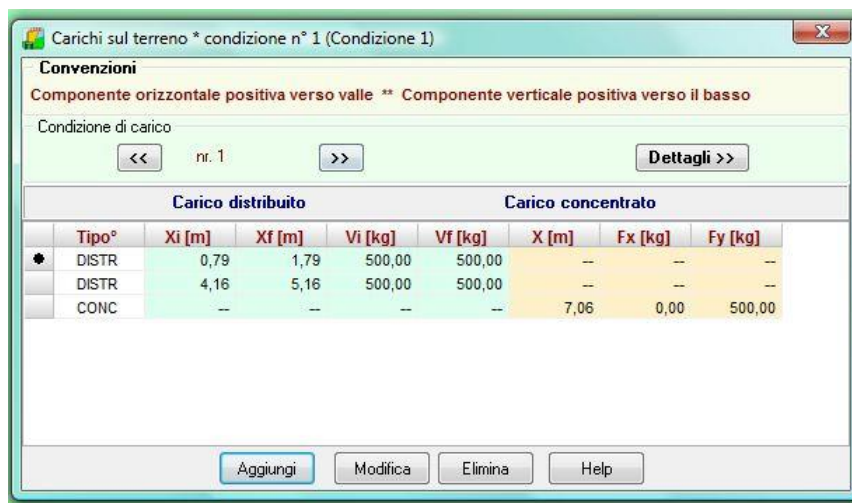 Carichi sul terreno * condizione n° 1 (Condizione 1)
Convenzioni
Componente orizzontale positiva verso valle ** Componente verticale positiva verso il basso
Condizione di carico
<< nr. 1 >> Dettagli >>
Carico distribuito Carico concentrato
Tipo° Xi [m] Xf [m] Vi [kg] Vf [kg] X [m] Fx [kg] Fy [kg]
DISTR 0,79 1,79 500,00 500,00 -- -- --
DISTR 4,16 5,16 500,00 500,00 -- -- --
CONC -- -- -- -- 7,06 0,00 500,00
Aggiungi Modifica Elimina Help